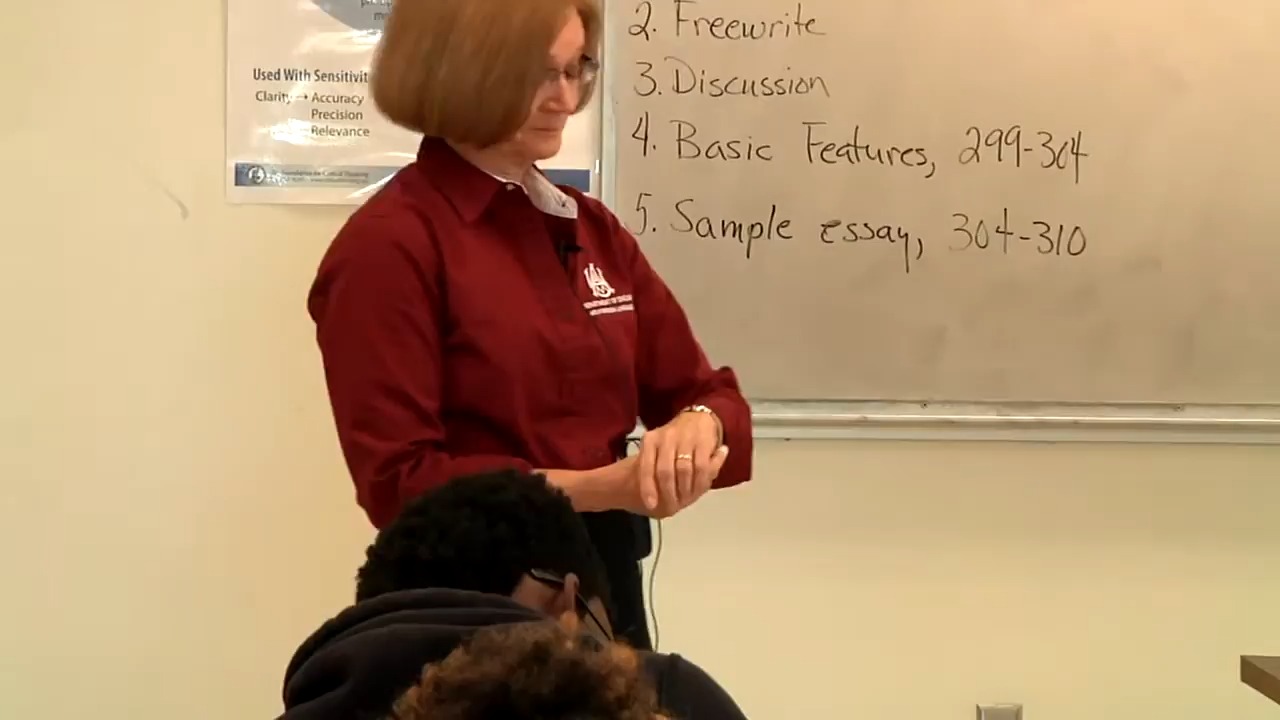 Used With Sensitivit
Clarity → Accuracy
Precision
Relevance
2. Freewrite
3. Discussion
4. Basic Features, 299-304
5. Sample essay, 304-310